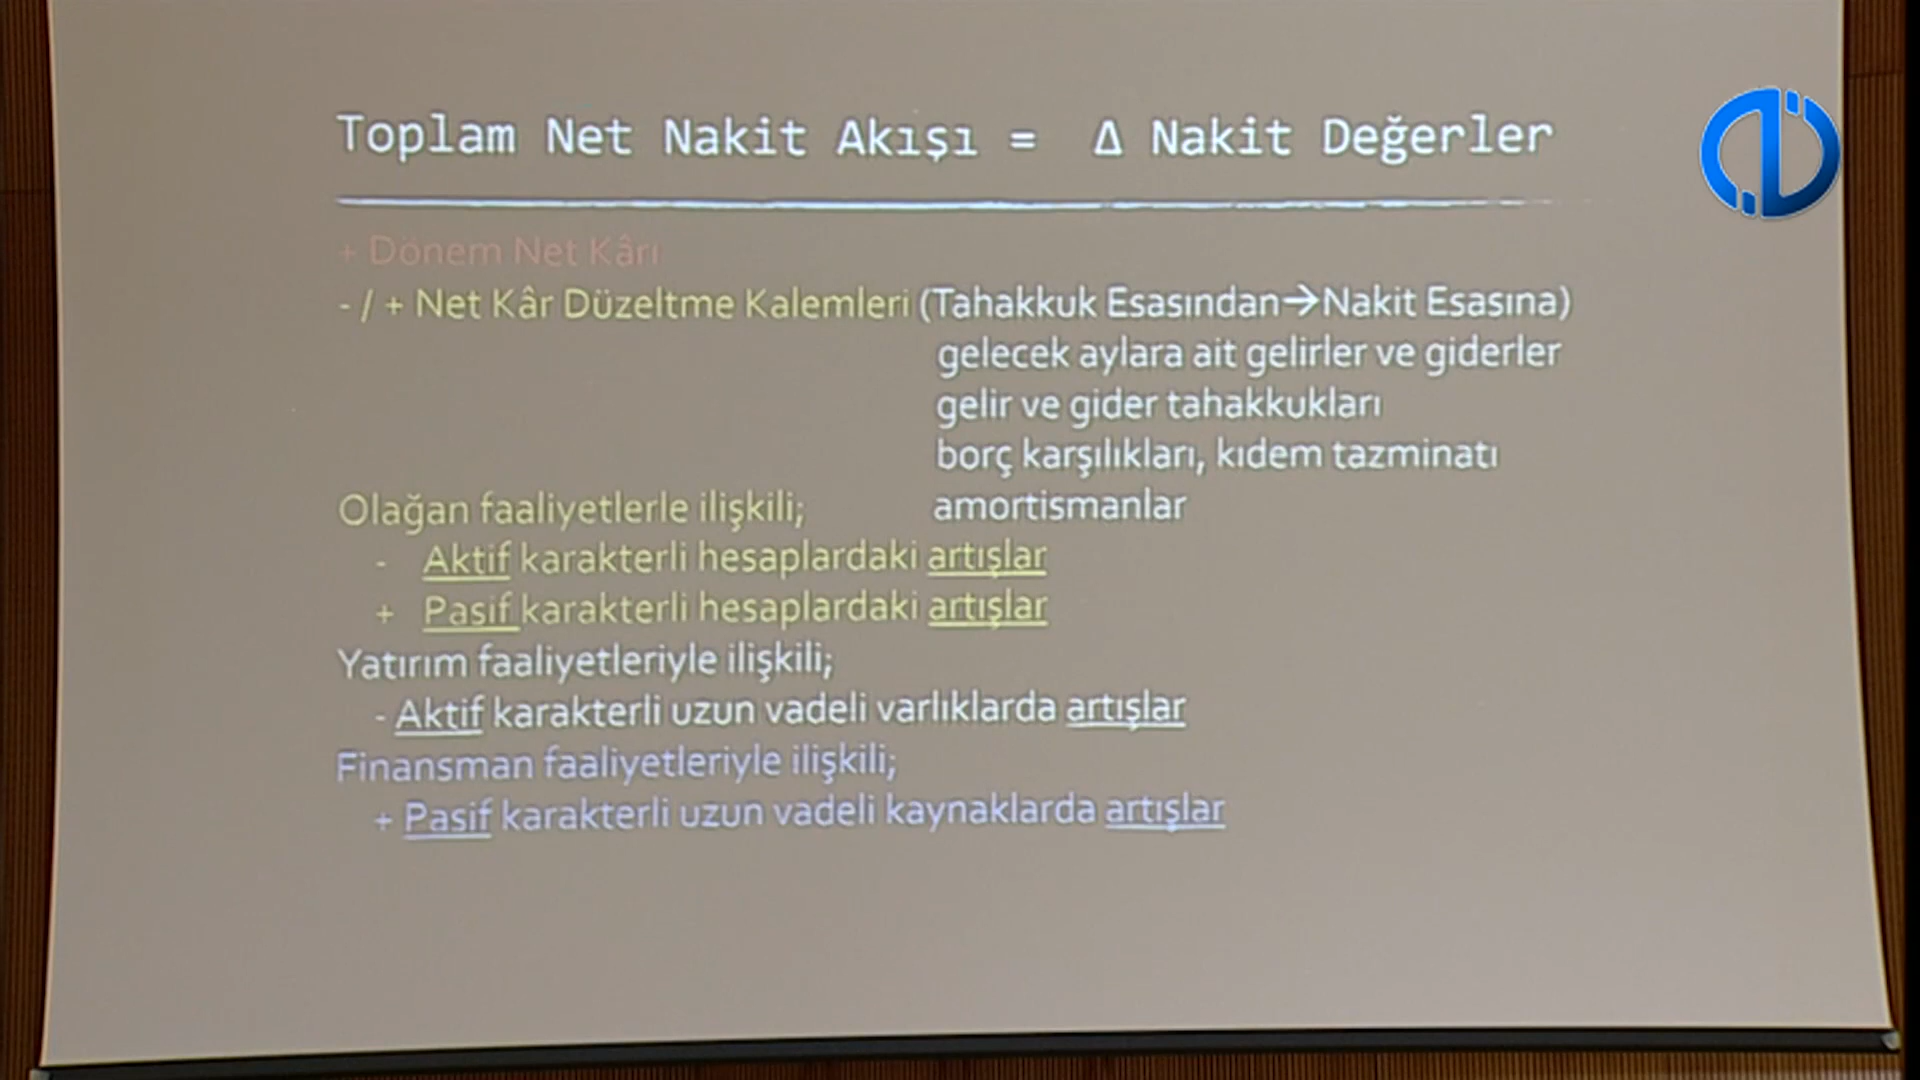 Toplam Net Nakit Akışı = Δ Nakit Değerler
+ Dönem Net Kârı
- / + Net Kâr Düzeltme Kalemleri (Tahakkuk Esasından→Nakit Esasına)
gelecek aylara ait gelirler ve giderler
gelir ve gider tahakkukları
borç karşılıkları, kıdem tazminatı
Olağan faaliyetlerle ilişkili; amortismanlar
- Aktif karakterli hesaplardaki artışlar
+ Pasif karakterli hesaplardaki artışlar
Yatırım faaliyetleriyle ilişkili;
- Aktif karakterli uzun vadeli varlıklarda artışlar
Finansman faaliyetleriyle ilişkili;
+ Pasif karakterli uzun vadeli kaynaklarda artışlar